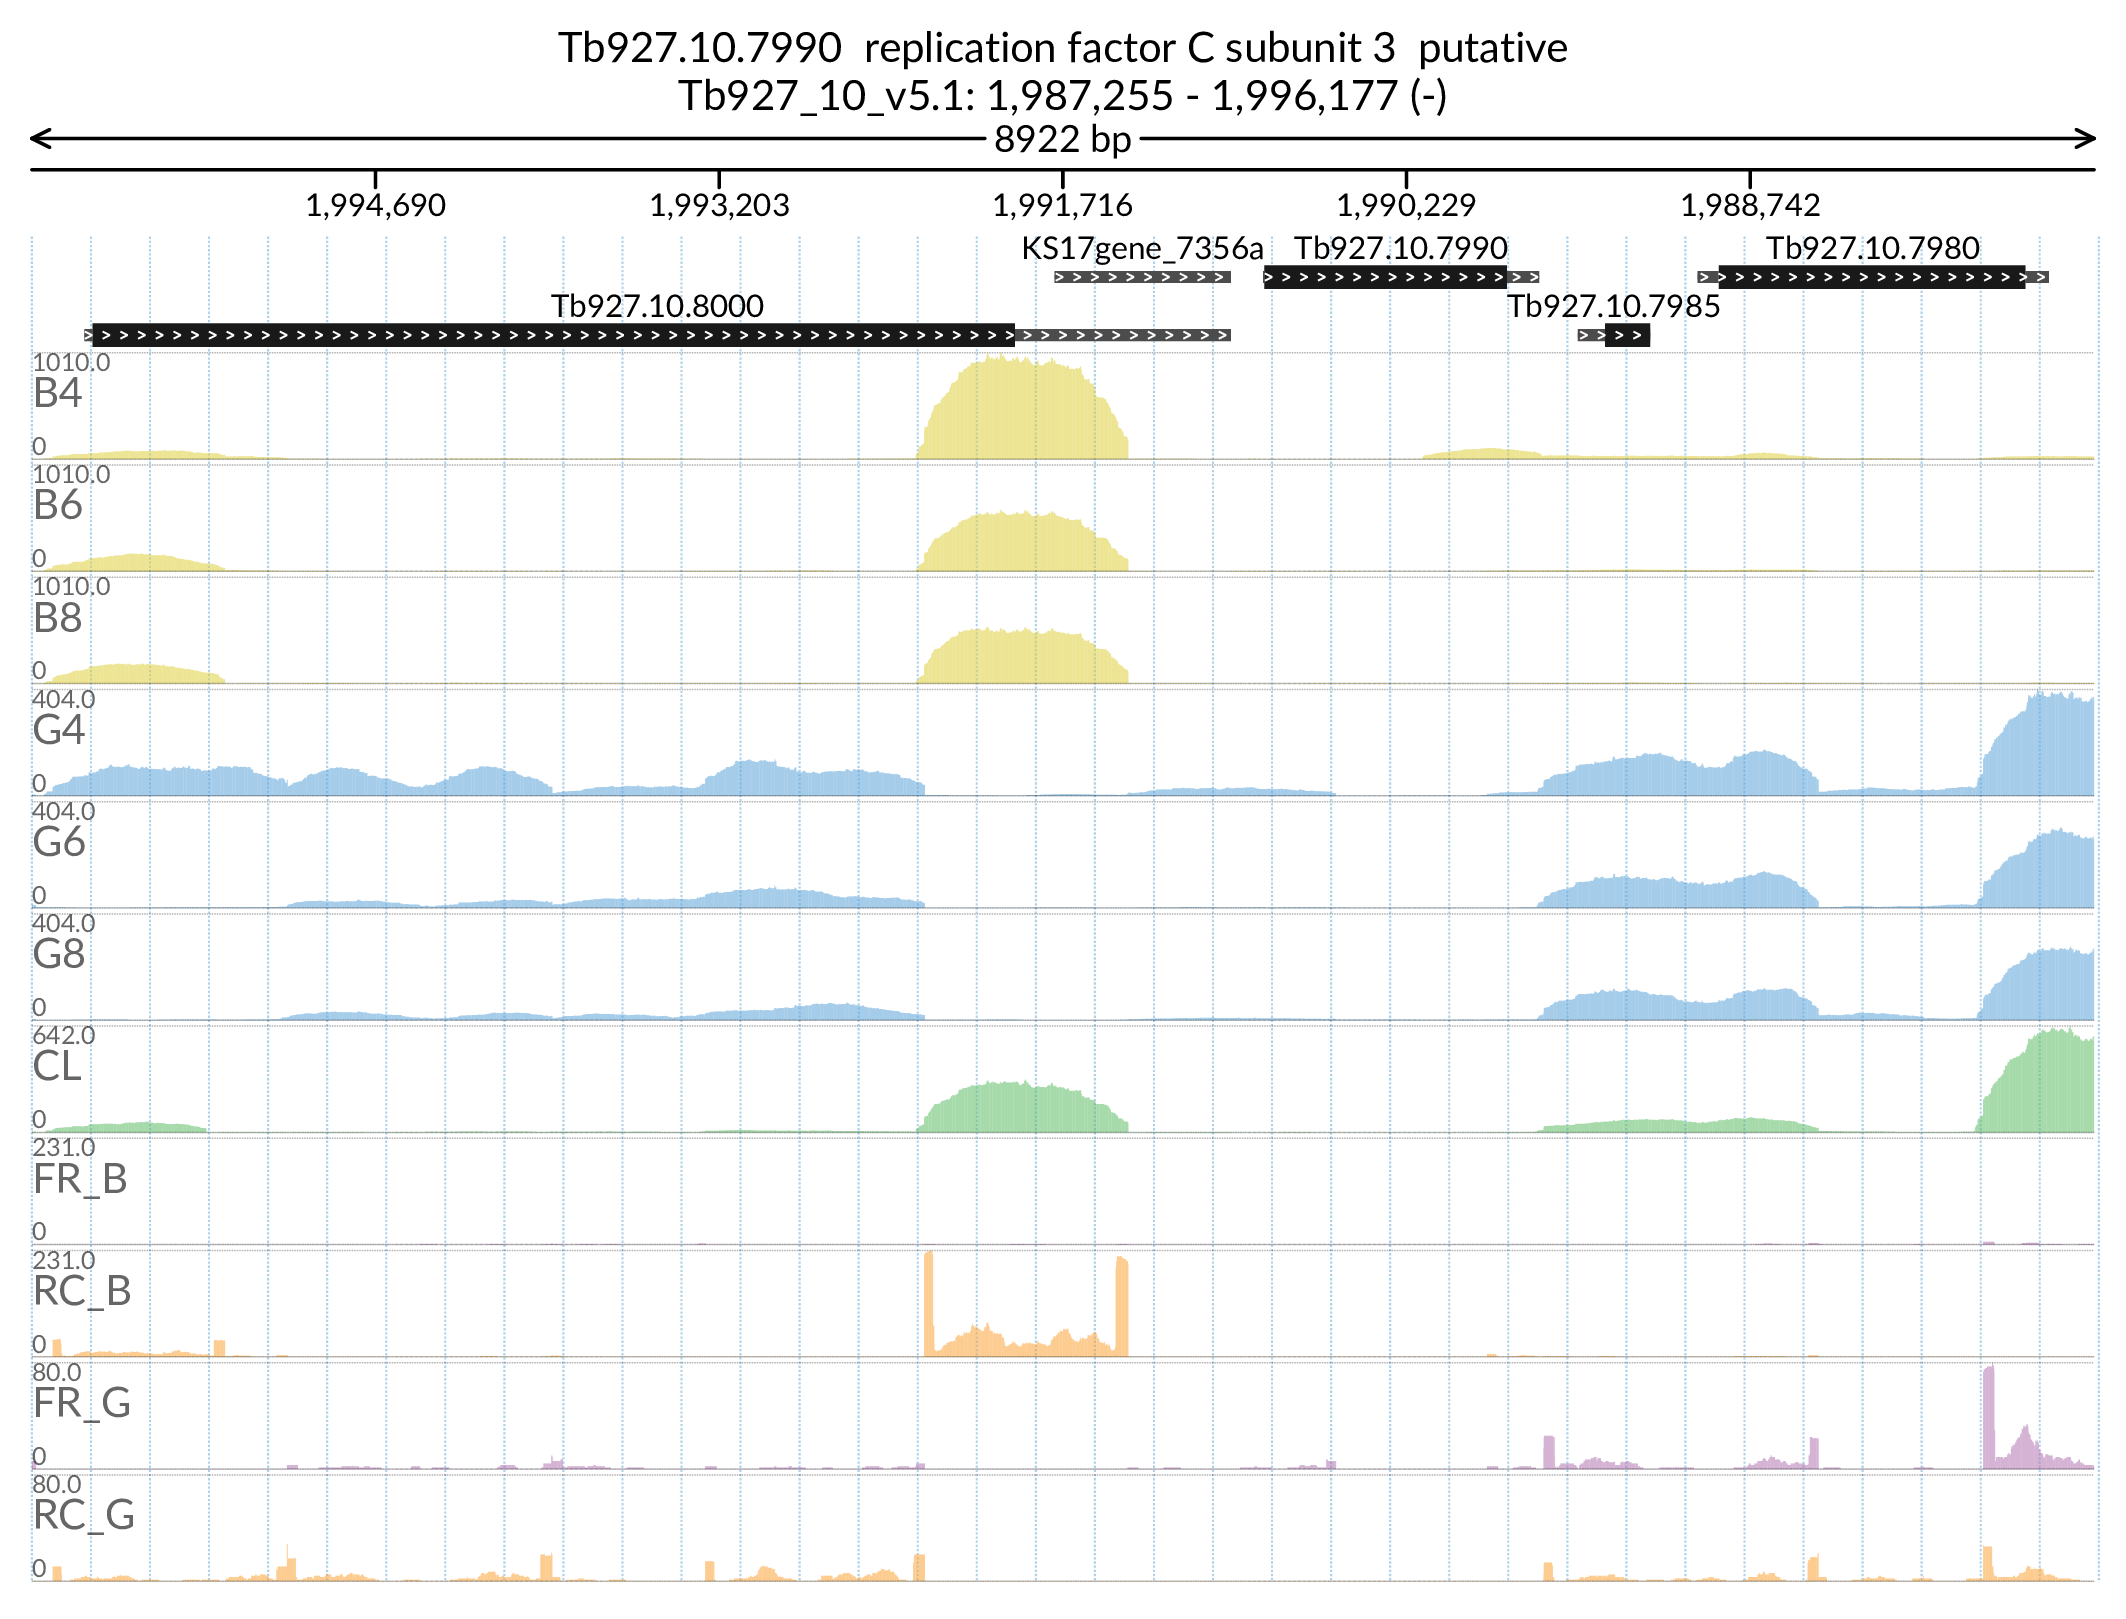 Tb927.10.7990  replication factor C subunit 3  putative
Tb927_10_v5.1: 1,987,255 - 1,996,177 (-)
8922 bp
1,994,690 1,993,203 1,991,716 1,990,229 1,988,742
KS17gene_7356a Tb927.10.7990 Tb927.10.7980
Tb927.10.8000 Tb927.10.7985
1010.0
B4
0
1010.0
B6
0
1010.0
B8
0
404.0
G4
0
404.0
G6
0
404.0
G8
0
642.0
CL
0
231.0
FR_B
0
231.0
RC_B
0
80.0
FR_G
0
80.0
RC_G
0